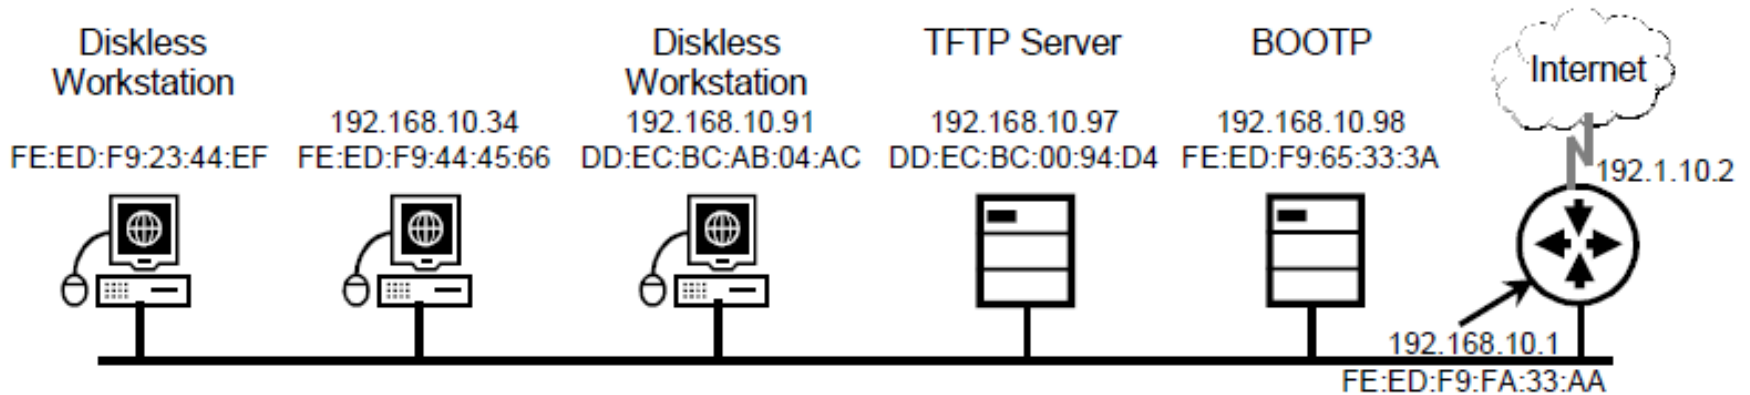 Diskless
Workstation
FE:ED:F9:23:44:EF
192.168.10.34
FE:ED:F9:44:45:66
Diskless
Workstation
192.168.10.91
DD:EC:BC:AB:04:AC
TFTP Server
192.168.10.97
DD:EC:BC:00:94:D4
BOOTP
192.168.10.98
FE:ED:F9:65:33:3A
Internet
192.1.10.2
192.168.10.1
FE:ED:F9:FA:33:AA